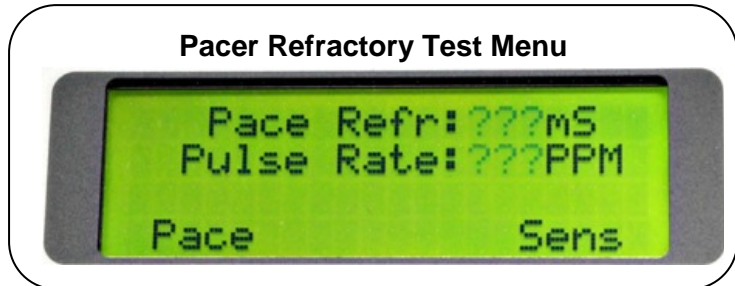 Pacer Refractory Test Menu
Pace Refr:???mS
Pulse Rate:???PPM
Pace Sens